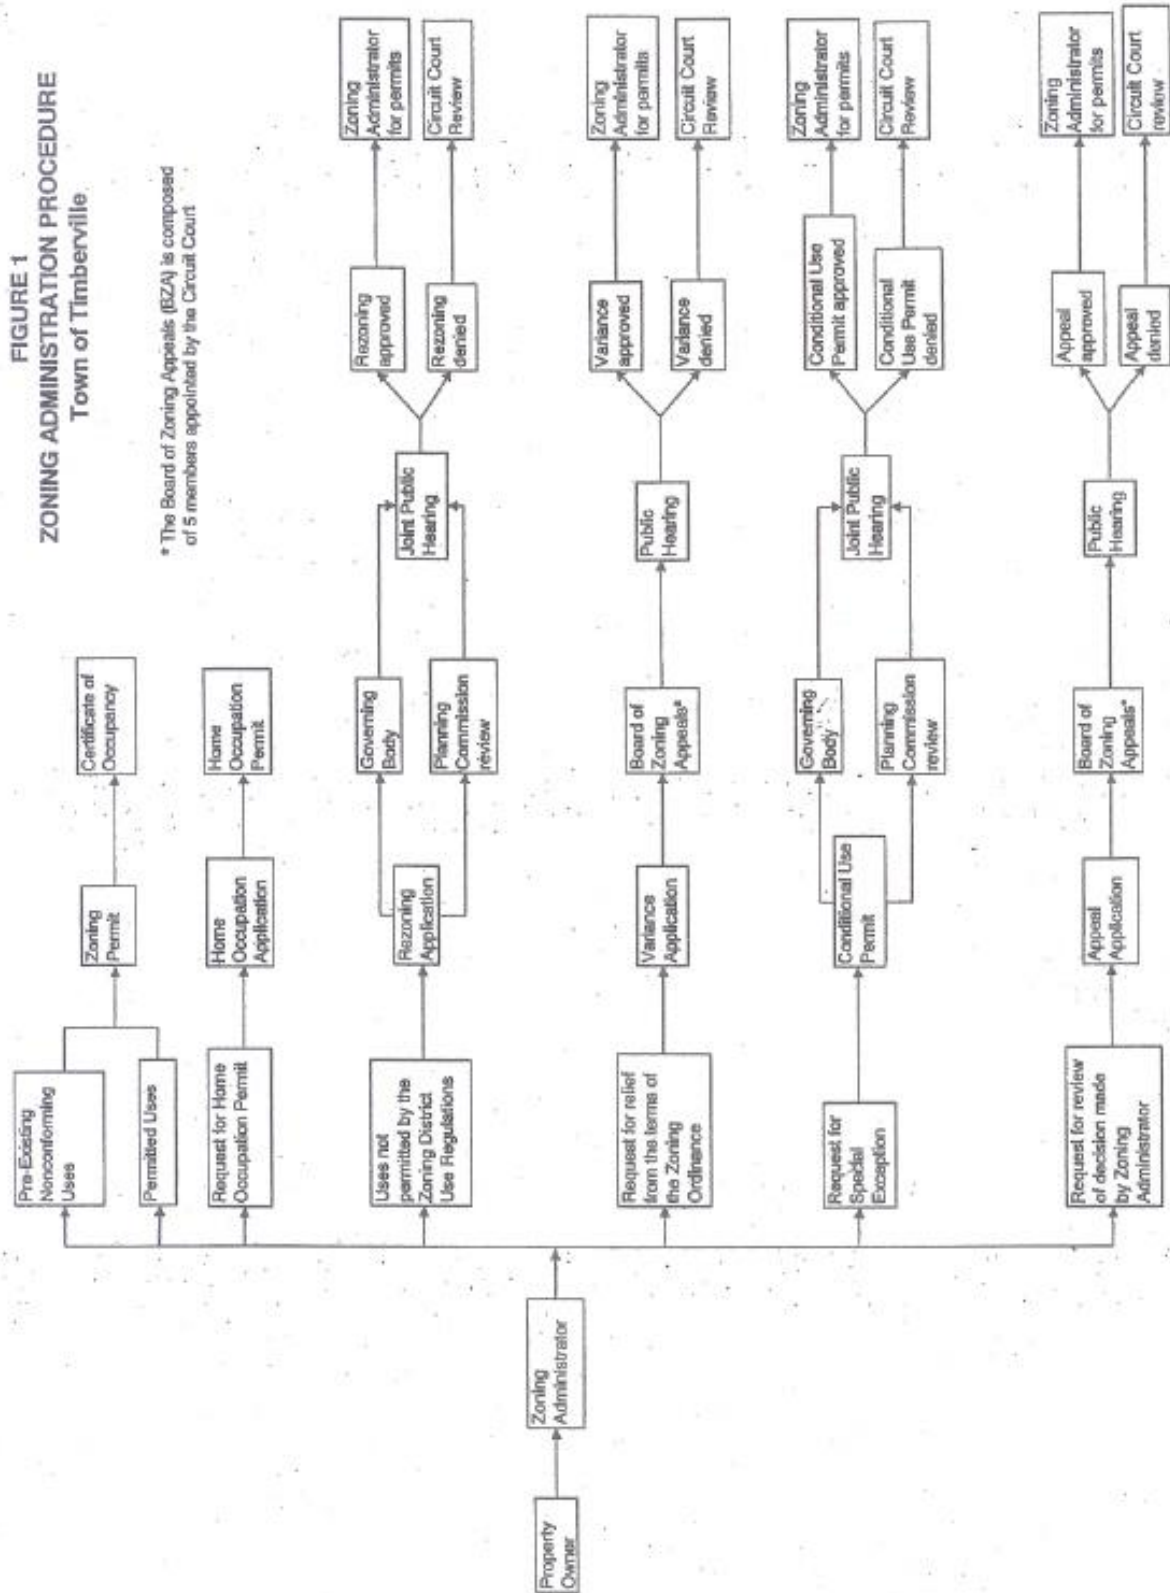 FIGURE 1
ZONING ADMINISTRATION PROCEDURE
Town of Timberville
* The Board of Zoning Appeals (BZA) is composed
of 5 members appointed by the Circuit Court
Property
Owner
Zoning
Administrator
Pre-Existing
Nonconforming
Uses
Permitted Uses
Zoning
Permit
Certificate of
Occupancy
Request for Home
Occupation Permit
Home
Occupation
Application
Home
Occupation
Permit
Uses not
permitted by the
Zoning District
Use Regulations
Rezoning
Application
Governing
Body
Planning
Commission
review
Joint Public
Hearing
Rezoning
approved
Rezoning
denied
Zoning
Administrator
for permits
Circuit Court
Review
Request for relief
from the terms of
the Zoning
Ordinance
Variance
Application
Board of
Zoning
Appeals*
Public
Hearing
Variance
approved
Variance
denied
Zoning
Administrator
for permits
Circuit Court
Review
Request for
Special
Exception
Conditional Use
Permit
Governing
Body
Planning
Commission
review
Joint Public
Hearing
Conditional Use
Permit approved
Conditional
Use Permit
denied
Zoning
Administrator
for permits
Circuit Court
Review
Request for review
of decision made
by Zoning
Administrator
Appeal
Application
Board of
Zoning
Appeals*
Public
Hearing
Appeal
approved
Appeal
denied
Zoning
Administrator
for permits
Circuit Court
review